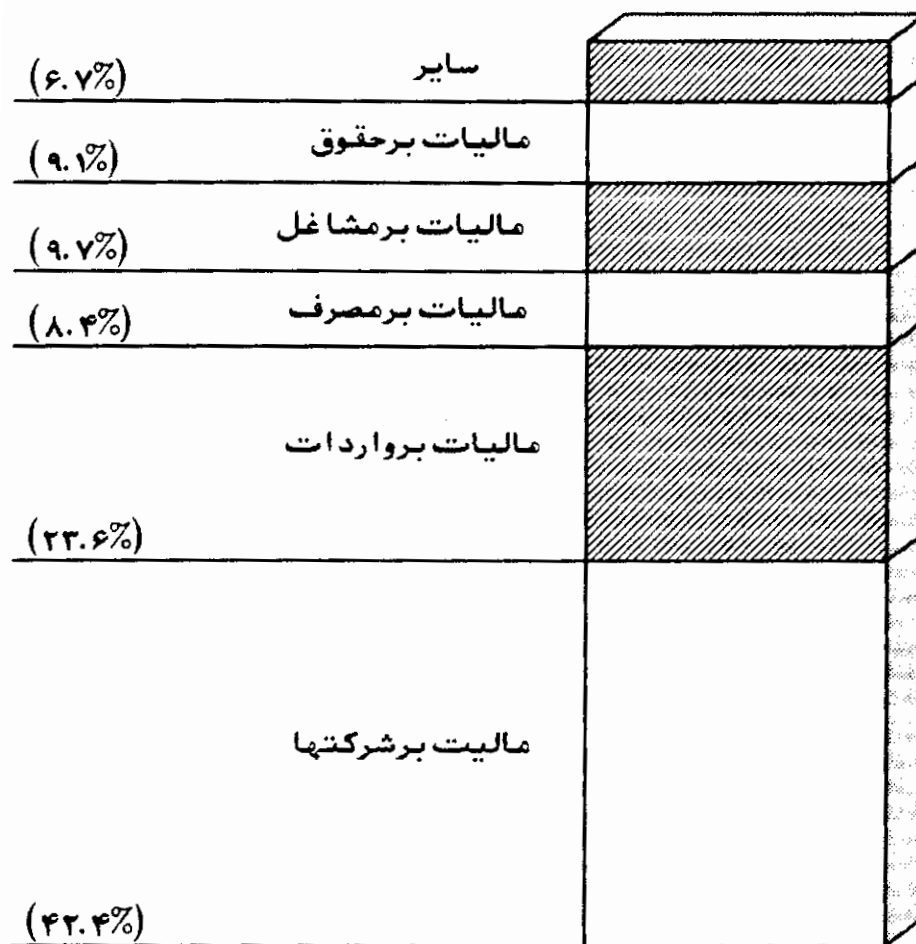 سایر (۶.۷%)
مالیات برحقوق (۹.۱%)
مالیات برمشاغل (۹.۷%)
مالیات برمصرف (۸.۴%)
مالیات برواردات (۲۳.۶%)
مالیت برشرکتها (۴۲.۴%)